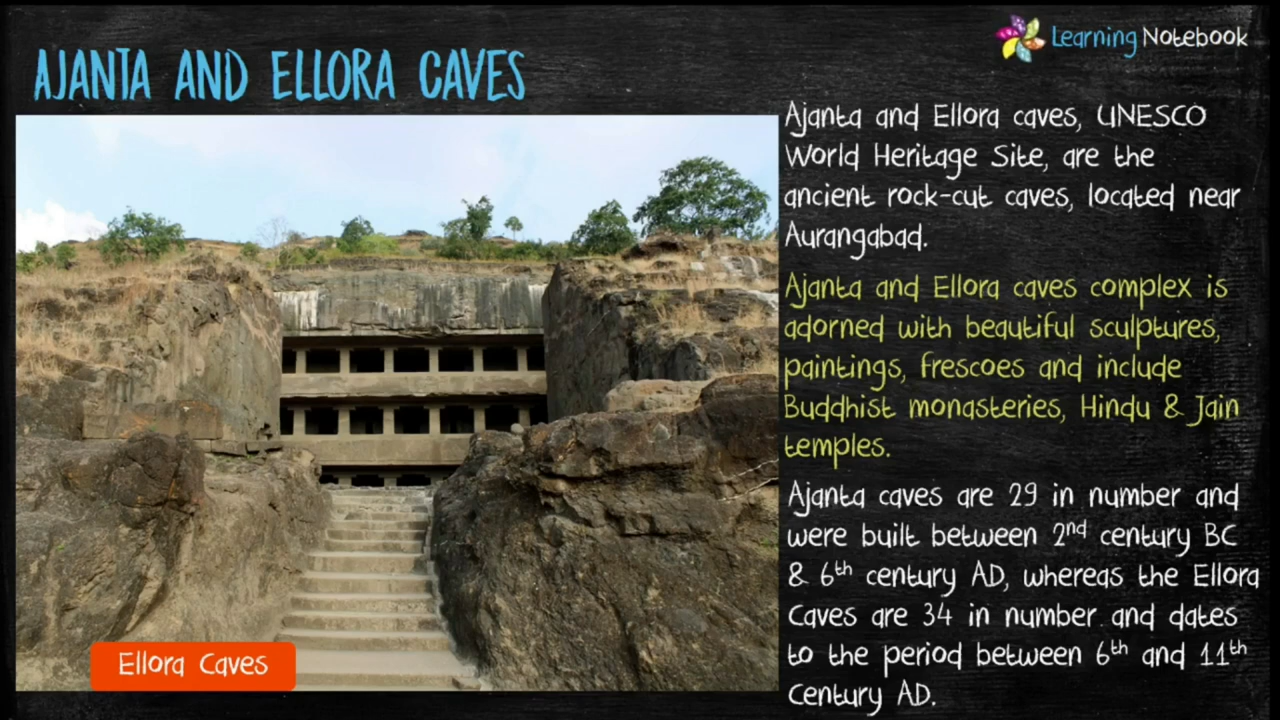 Learning Notebook
AJANTA AND ELLORA CAVES
Ajanta and Ellora caves, UNESCO
World Heritage Site, are the
ancient rock-cut caves, located near
Aurangabad.
Ajanta and Ellora caves complex is
adorned with beautiful sculptures,
paintings, frescoes and include
Buddhist monasteries, Hindu & Jain
temples.
Ajanta caves are 29 in number and
were built between 2nd century BC
& 6th century AD, whereas the Ellora
Caves are 34 in number and dates
to the period between 6th and 11th
Century AD.
Ellora Caves